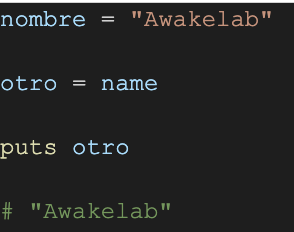 nombre = "Awakelab"
otro = name
puts otro
# "Awakelab"